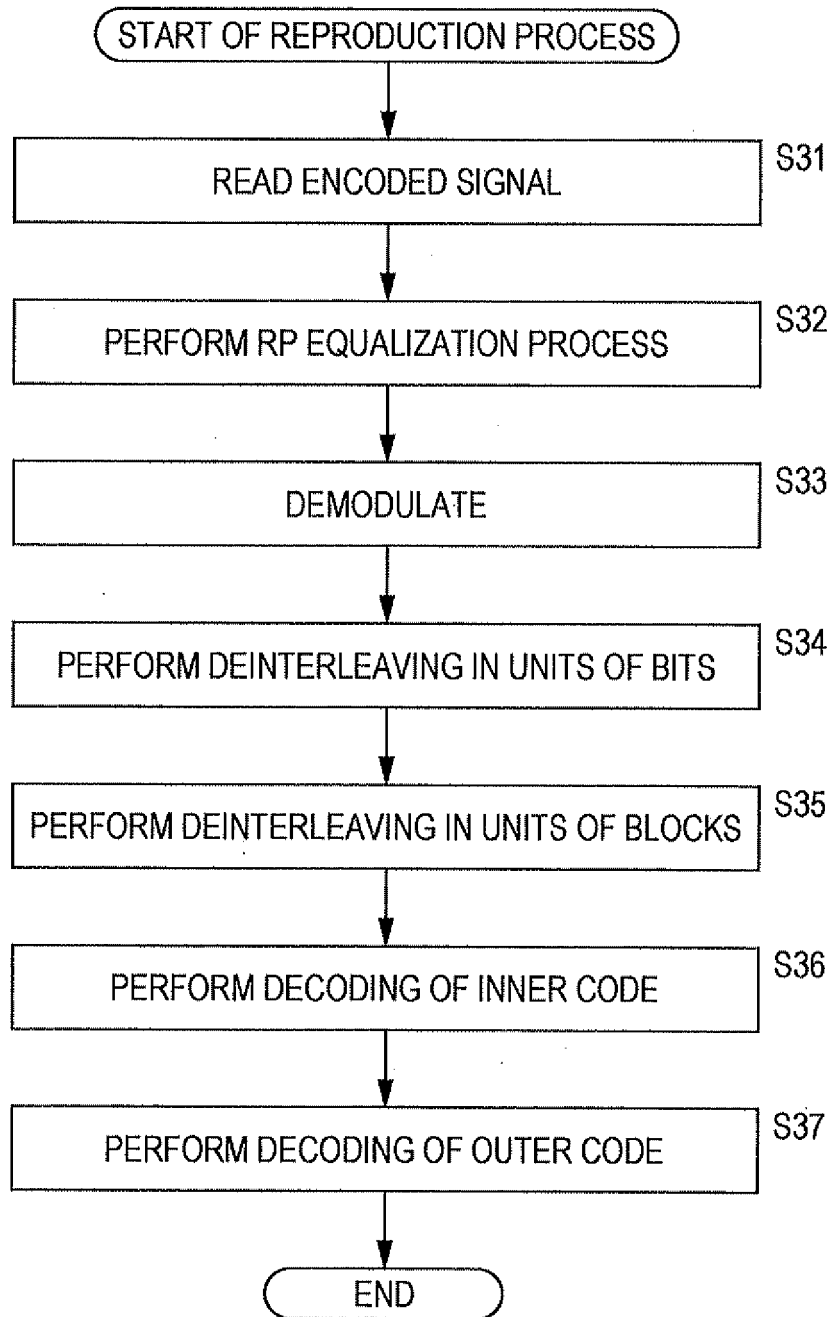 START OF REPRODUCTION PROCESS
S31
READ ENCODED SIGNAL
S32
PERFORM RP EQUALIZATION PROCESS
S33
DEMODULATE
S34
PERFORM DEINTERLEAVING IN UNITS OF BITS
S35
PERFORM DEINTERLEAVING IN UNITS OF BLOCKS
S36
PERFORM DECODING OF INNER CODE
S37
PERFORM DECODING OF OUTER CODE
END